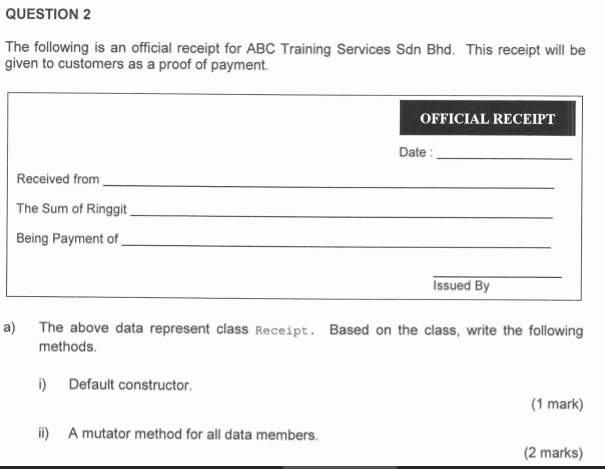 QUESTION 2
The following is an official receipt for ABC Training Services Sdn Bhd. This receipt will be
given to customers as a proof of payment.
OFFICIAL RECEIPT
Date :
Received from
The Sum of Ringgit
Being Payment of
Issued By
a) The above data represent class Receipt. Based on the class, write the following
methods.
i) Default constructor.
(1 mark)
ii) A mutator method for all data members.
(2 marks)